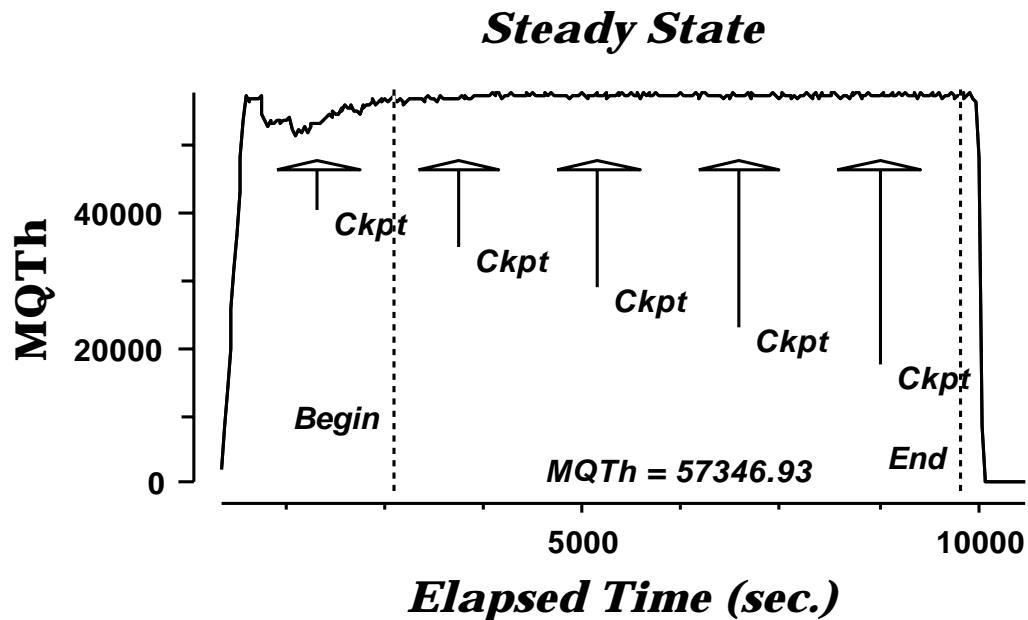 Steady State
MQTh
40000
20000
0
Ckpt
Ckpt
Ckpt
Ckpt
Ckpt
Begin
End
MQTh = 57346.93
5000
10000
Elapsed Time (sec.)